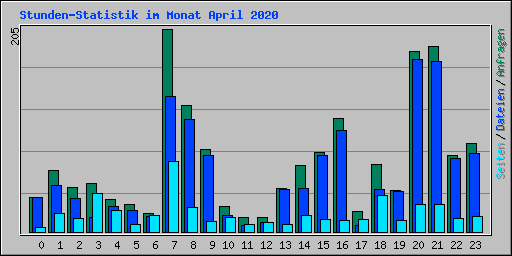 Stunden-Statistik im Monat April 2020
205
Seiten / Dateien / Anfragen
0 1 2 3 4 5 6 7 8 9 10 11 12 13 14 15 16 17 18 19 20 21 22 23